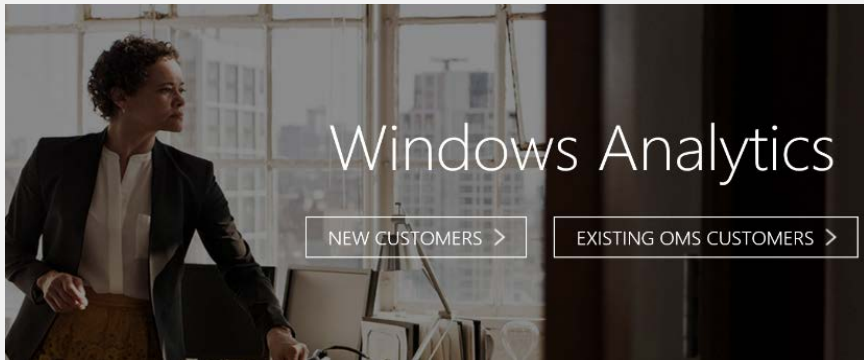 Windows Analytics
NEW CUSTOMERS >
EXISTING OMS CUSTOMERS >